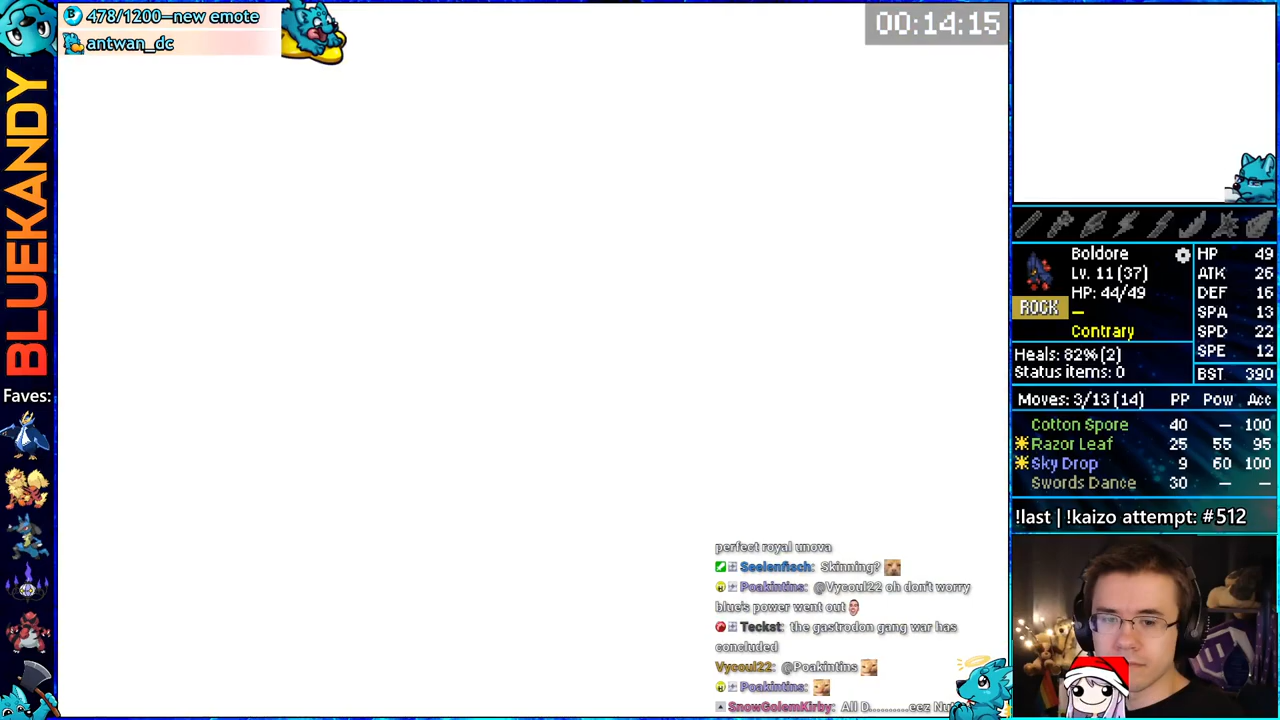 478/1200—new emote
antwan_dc
00:14:15
BLUEKANDY
Faves:
Boldore
Lv. 11 (37)
HP: 44/49
ROCK
—
Contrary
HP 49
ATK 26
DEF 16
SPA 13
SPD 22
SPE 12
BST 390
Heals: 82% (2)
Status items: 0
Moves: 3/13 (14) PP Pow Acc
Cotton Spore 40 — 100
Razor Leaf 25 55 95
Sky Drop 9 60 100
Swords Dance 30 — —
!last | !kaizo attempt: #512
perfect royal unova
Seelenfisch: Skinning?
Poakintins: @Vycoul22 oh don't worry
blue's power went out
Teckst: the gastrodon gang war has
concluded
Vycoul22: @Poakintins
Poakintins:
SnowGolemKirby: All D..........eez